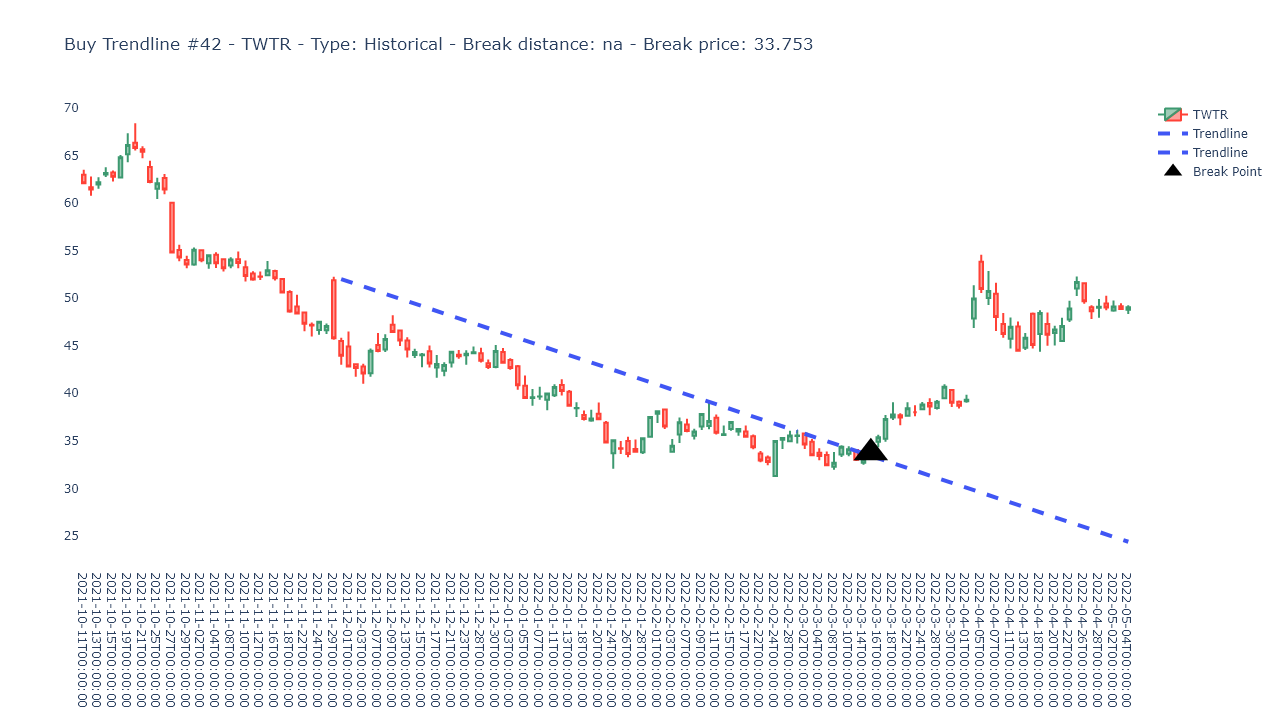 Buy Trendline #42 - TWTR - Type: Historical - Break distance: na - Break price: 33.753
70
65
60
55
50
45
40
35
30
25
TWTR
Trendline
Trendline
Break Point
2021-10-11T00:00:00
2021-10-13T00:00:00
2021-10-15T00:00:00
2021-10-19T00:00:00
2021-10-21T00:00:00
2021-10-25T00:00:00
2021-10-27T00:00:00
2021-10-29T00:00:00
2021-11-02T00:00:00
2021-11-04T00:00:00
2021-11-08T00:00:00
2021-11-10T00:00:00
2021-11-12T00:00:00
2021-11-16T00:00:00
2021-11-18T00:00:00
2021-11-22T00:00:00
2021-11-24T00:00:00
2021-11-29T00:00:00
2021-12-01T00:00:00
2021-12-03T00:00:00
2021-12-07T00:00:00
2021-12-09T00:00:00
2021-12-13T00:00:00
2021-12-15T00:00:00
2021-12-17T00:00:00
2021-12-21T00:00:00
2021-12-23T00:00:00
2021-12-28T00:00:00
2021-12-30T00:00:00
2022-01-03T00:00:00
2022-01-05T00:00:00
2022-01-07T00:00:00
2022-01-11T00:00:00
2022-01-13T00:00:00
2022-01-18T00:00:00
2022-01-20T00:00:00
2022-01-24T00:00:00
2022-01-26T00:00:00
2022-01-28T00:00:00
2022-02-01T00:00:00
2022-02-03T00:00:00
2022-02-07T00:00:00
2022-02-09T00:00:00
2022-02-11T00:00:00
2022-02-15T00:00:00
2022-02-17T00:00:00
2022-02-22T00:00:00
2022-02-24T00:00:00
2022-02-28T00:00:00
2022-03-02T00:00:00
2022-03-04T00:00:00
2022-03-08T00:00:00
2022-03-10T00:00:00
2022-03-14T00:00:00
2022-03-16T00:00:00
2022-03-18T00:00:00
2022-03-22T00:00:00
2022-03-24T00:00:00
2022-03-28T00:00:00
2022-03-30T00:00:00
2022-04-01T00:00:00
2022-04-05T00:00:00
2022-04-07T00:00:00
2022-04-11T00:00:00
2022-04-13T00:00:00
2022-04-18T00:00:00
2022-04-20T00:00:00
2022-04-22T00:00:00
2022-04-26T00:00:00
2022-04-28T00:00:00
2022-05-02T00:00:00
2022-05-04T00:00:00